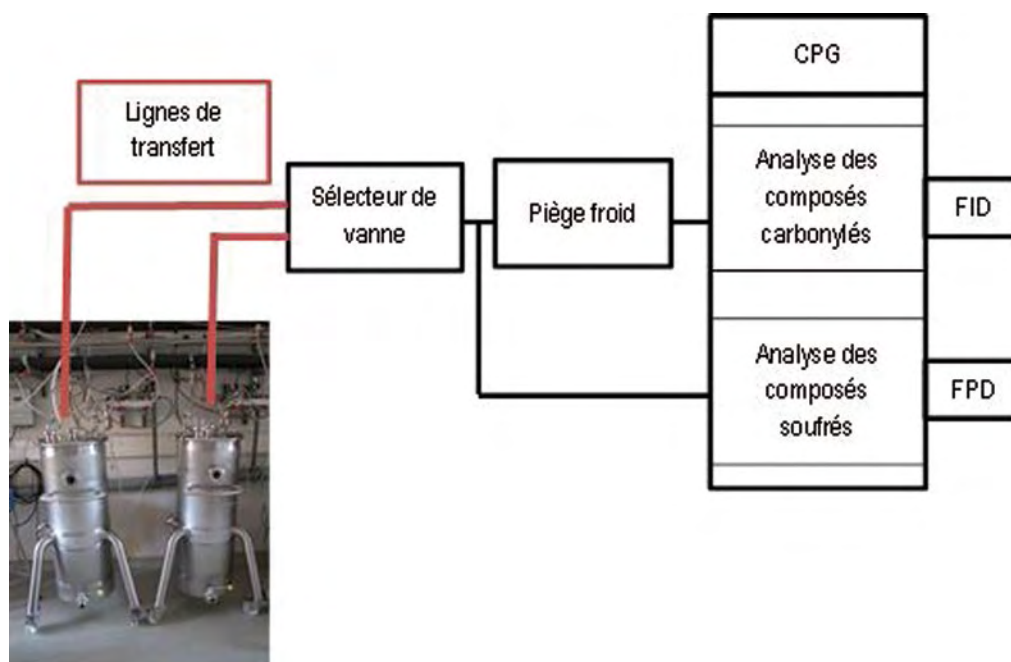 Lignes de
transfert
Sélecteur de
vanne
Piège froid
CPG
Analyse des
composés
carbonylés
FID
Analyse des
composés
soufrés
FPD